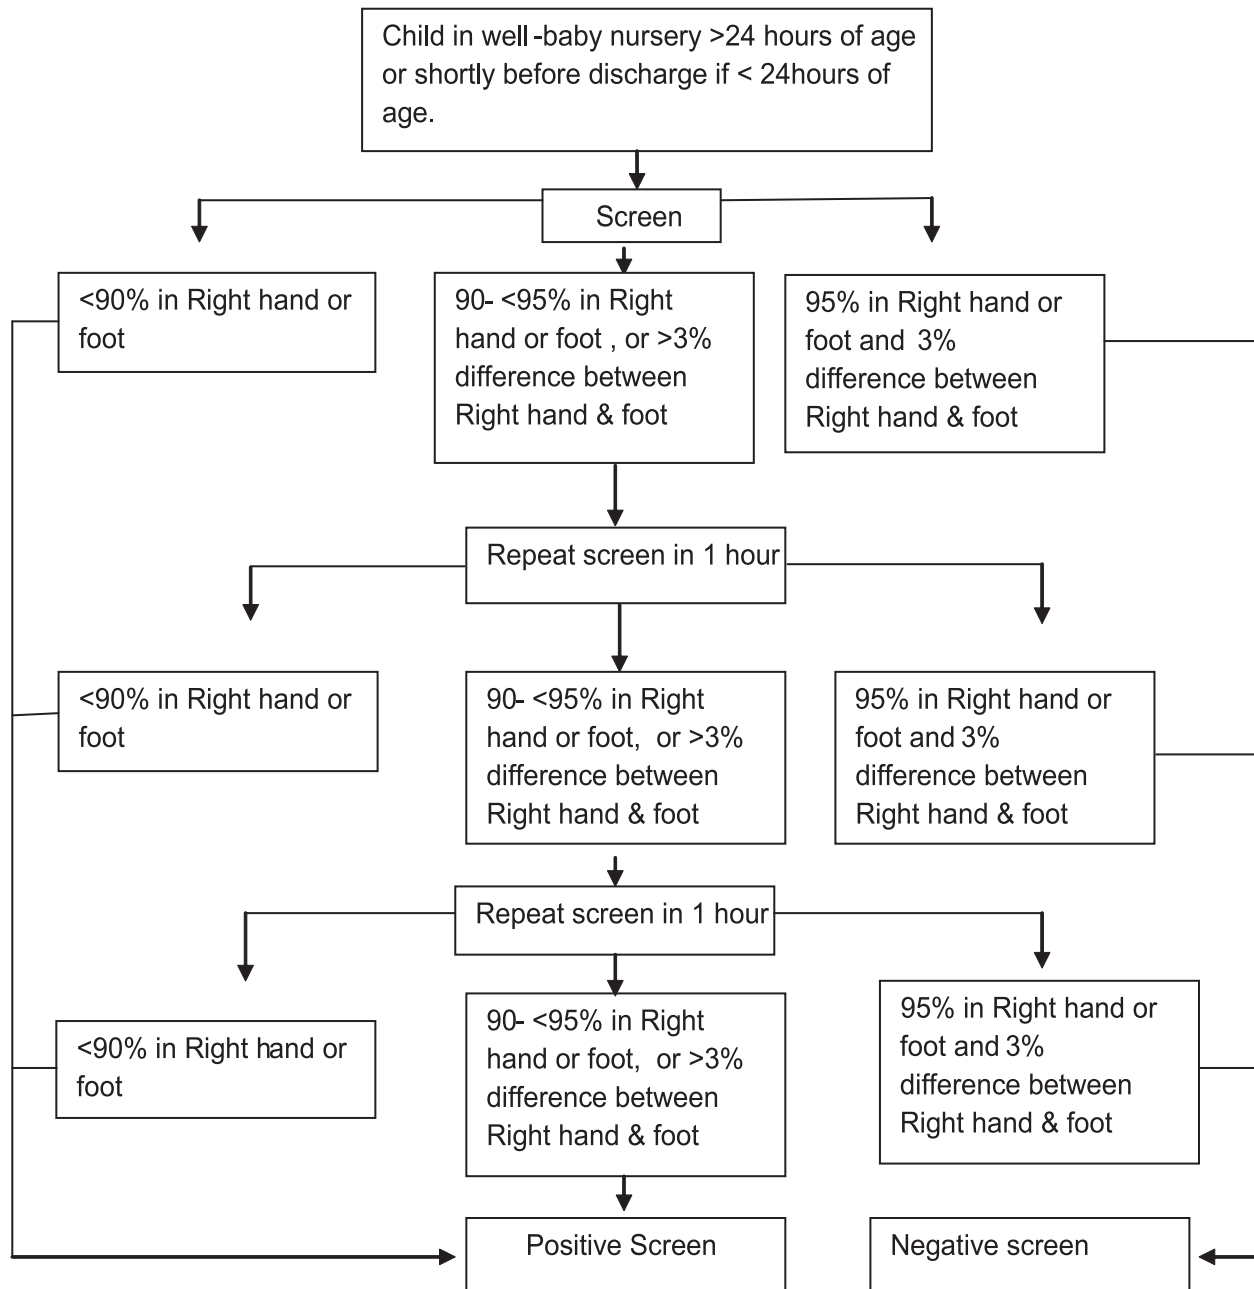 Child in well-baby nursery >24 hours of age
or shortly before discharge if < 24hours of
age.
Screen
<90% in Right hand or
foot
90- <95% in Right
hand or foot , or >3%
difference between
Right hand & foot
95% in Right hand or
foot and 3%
difference between
Right hand & foot
Repeat screen in 1 hour
<90% in Right hand or
foot
90- <95% in Right
hand or foot, or >3%
difference between
Right hand & foot
95% in Right hand or
foot and 3%
difference between
Right hand & foot
Repeat screen in 1 hour
<90% in Right hand or
foot
90- <95% in Right
hand or foot, or >3%
difference between
Right hand & foot
95% in Right hand or
foot and 3%
difference between
Right hand & foot
Positive Screen
Negative screen